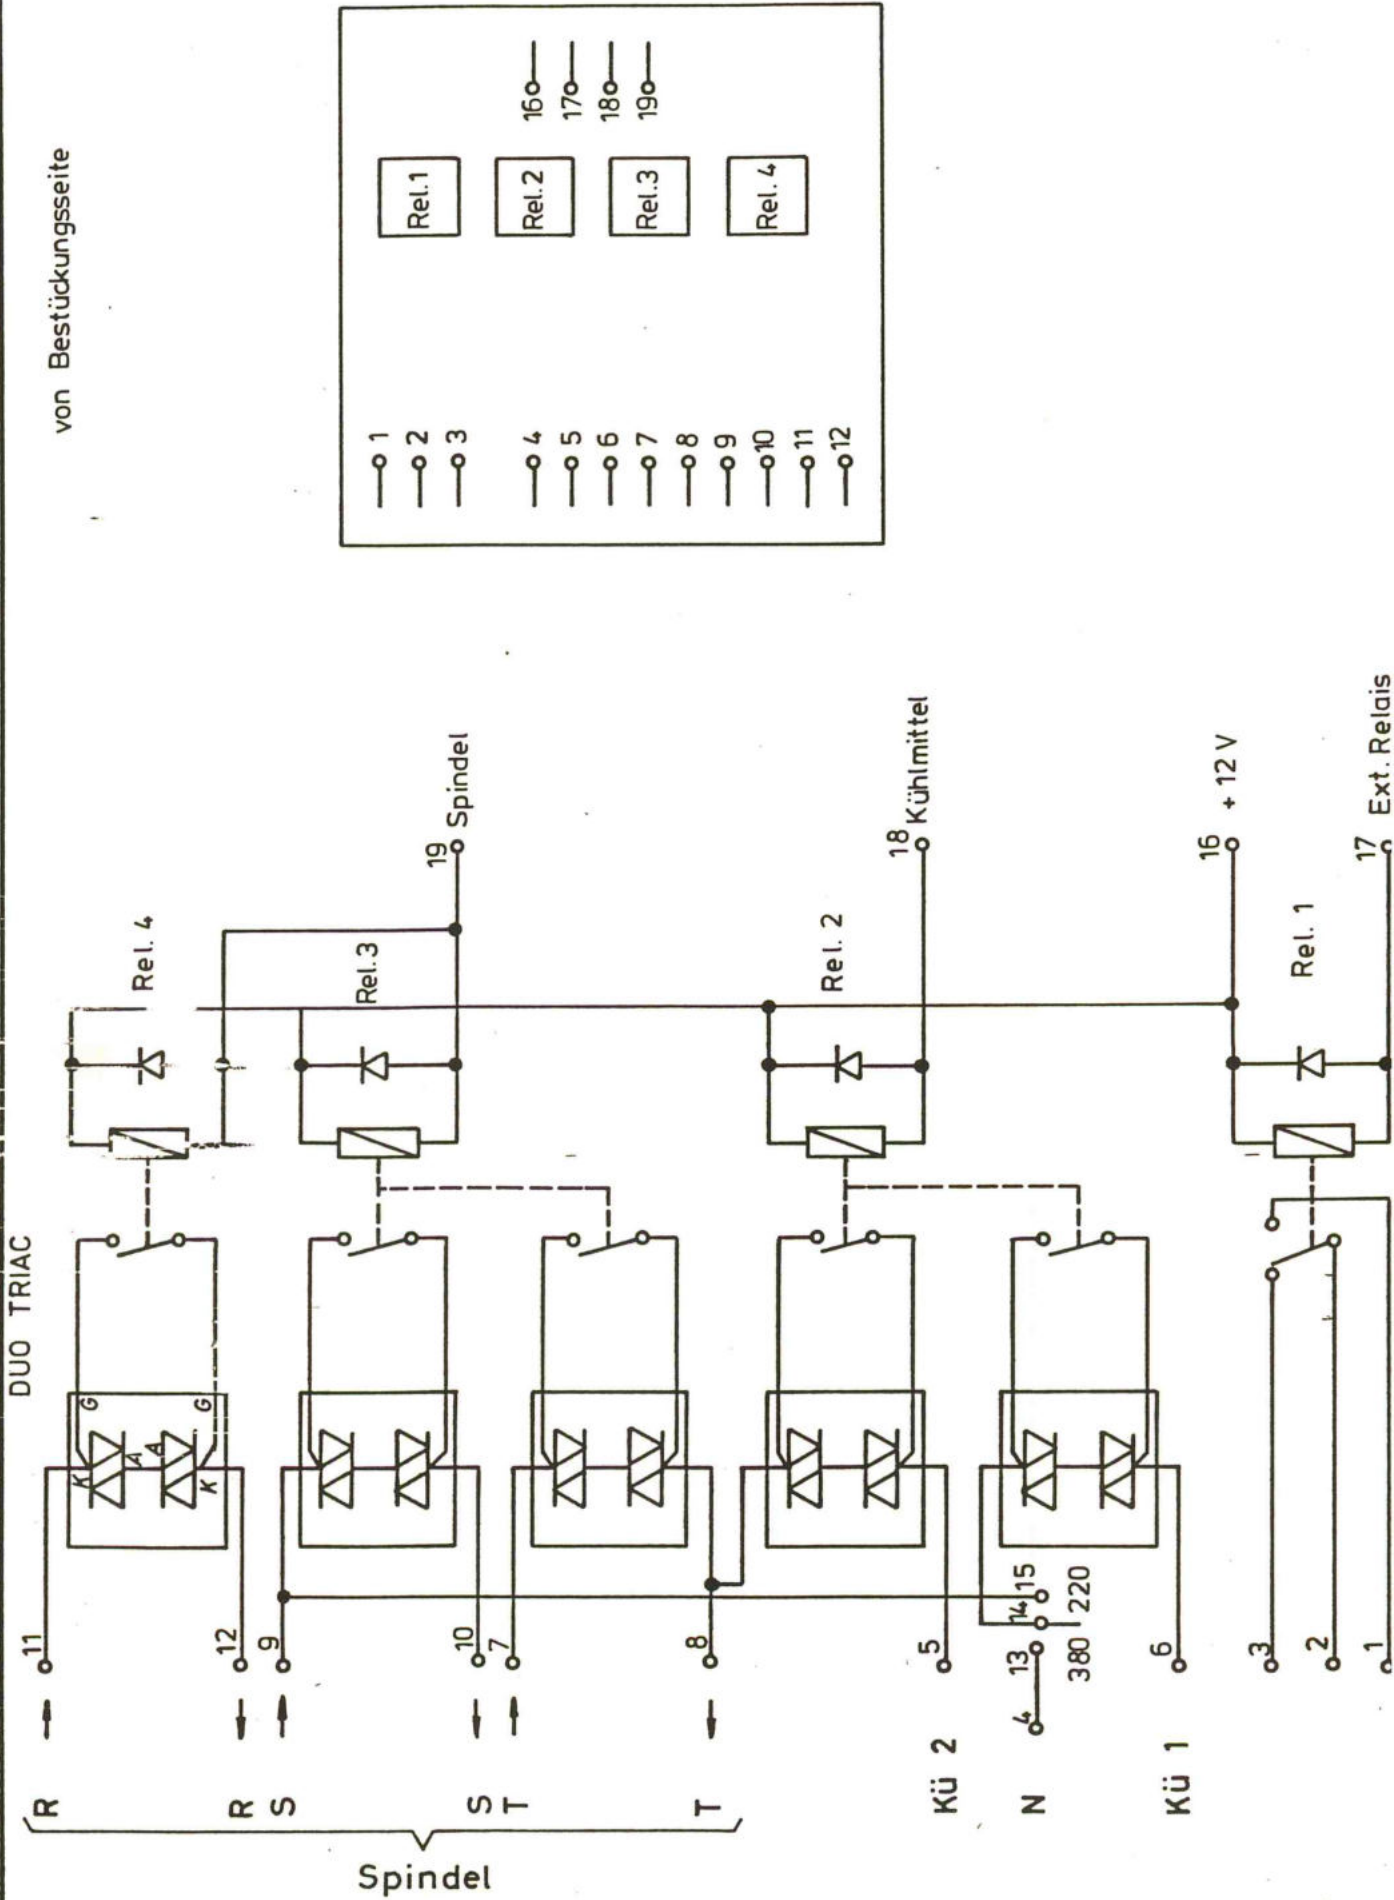 DUO TRIAC
von Bestückungsseite
R
11
K
G
A
A
K
G
Rel. 4
R
12
S
9
Rel.3
19 Spindel
S
10
T
7
T
8
Spindel
Kü 2
5
Rel. 2
18 Kühlmittel
N
4
13
14
15
380
220
Kü 1
6
16
+ 12 V
Rel. 1
3
2
1
17
Ext. Relais
1
2
3
4
5
6
7
8
9
10
11
12
Rel.1
Rel.2
Rel.3
Rel.4
16
17
18
19